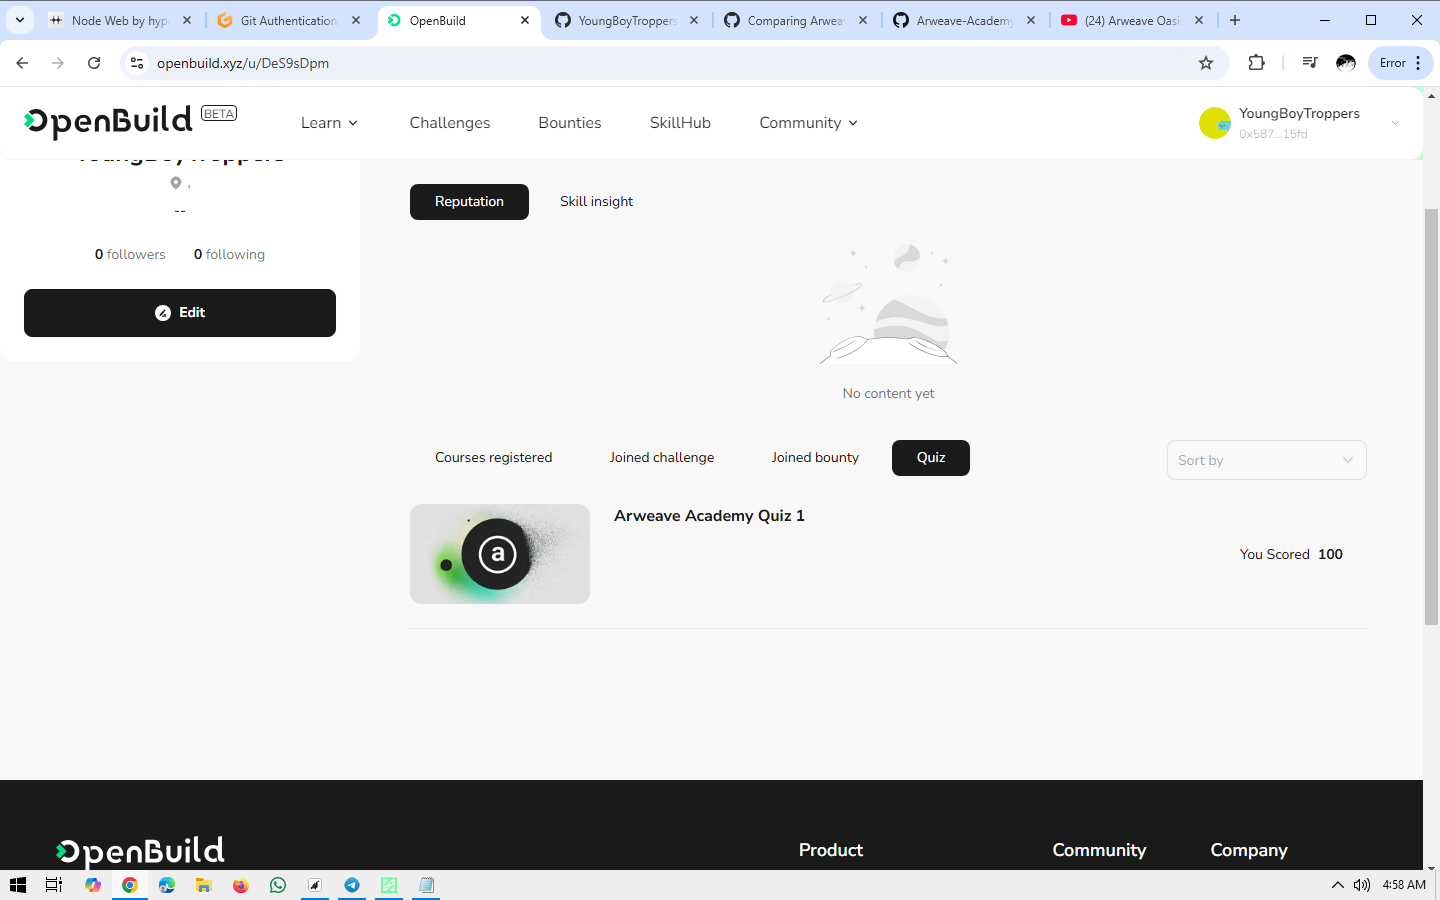 Node Web by hype
Git Authentication
OpenBuild
YoungBoyTroppers
Comparing Arweav
Arweave-Academy
(24) Arweave Oasi
openbuild.xyz/u/DeS9sDpm
Error
OpenBuild BETA
Learn
Challenges
Bounties
SkillHub
Community
YoungBoyTroppers
0x587...15fd
YoungBoyTroppers
.
--
0 followers
0 following
Edit
Reputation
Skill insight
No content yet
Courses registered
Joined challenge
Joined bounty
Quiz
Sort by
a
Arweave Academy Quiz 1
You Scored 100
OpenBuild
Product
Community
Company
4:58 AM